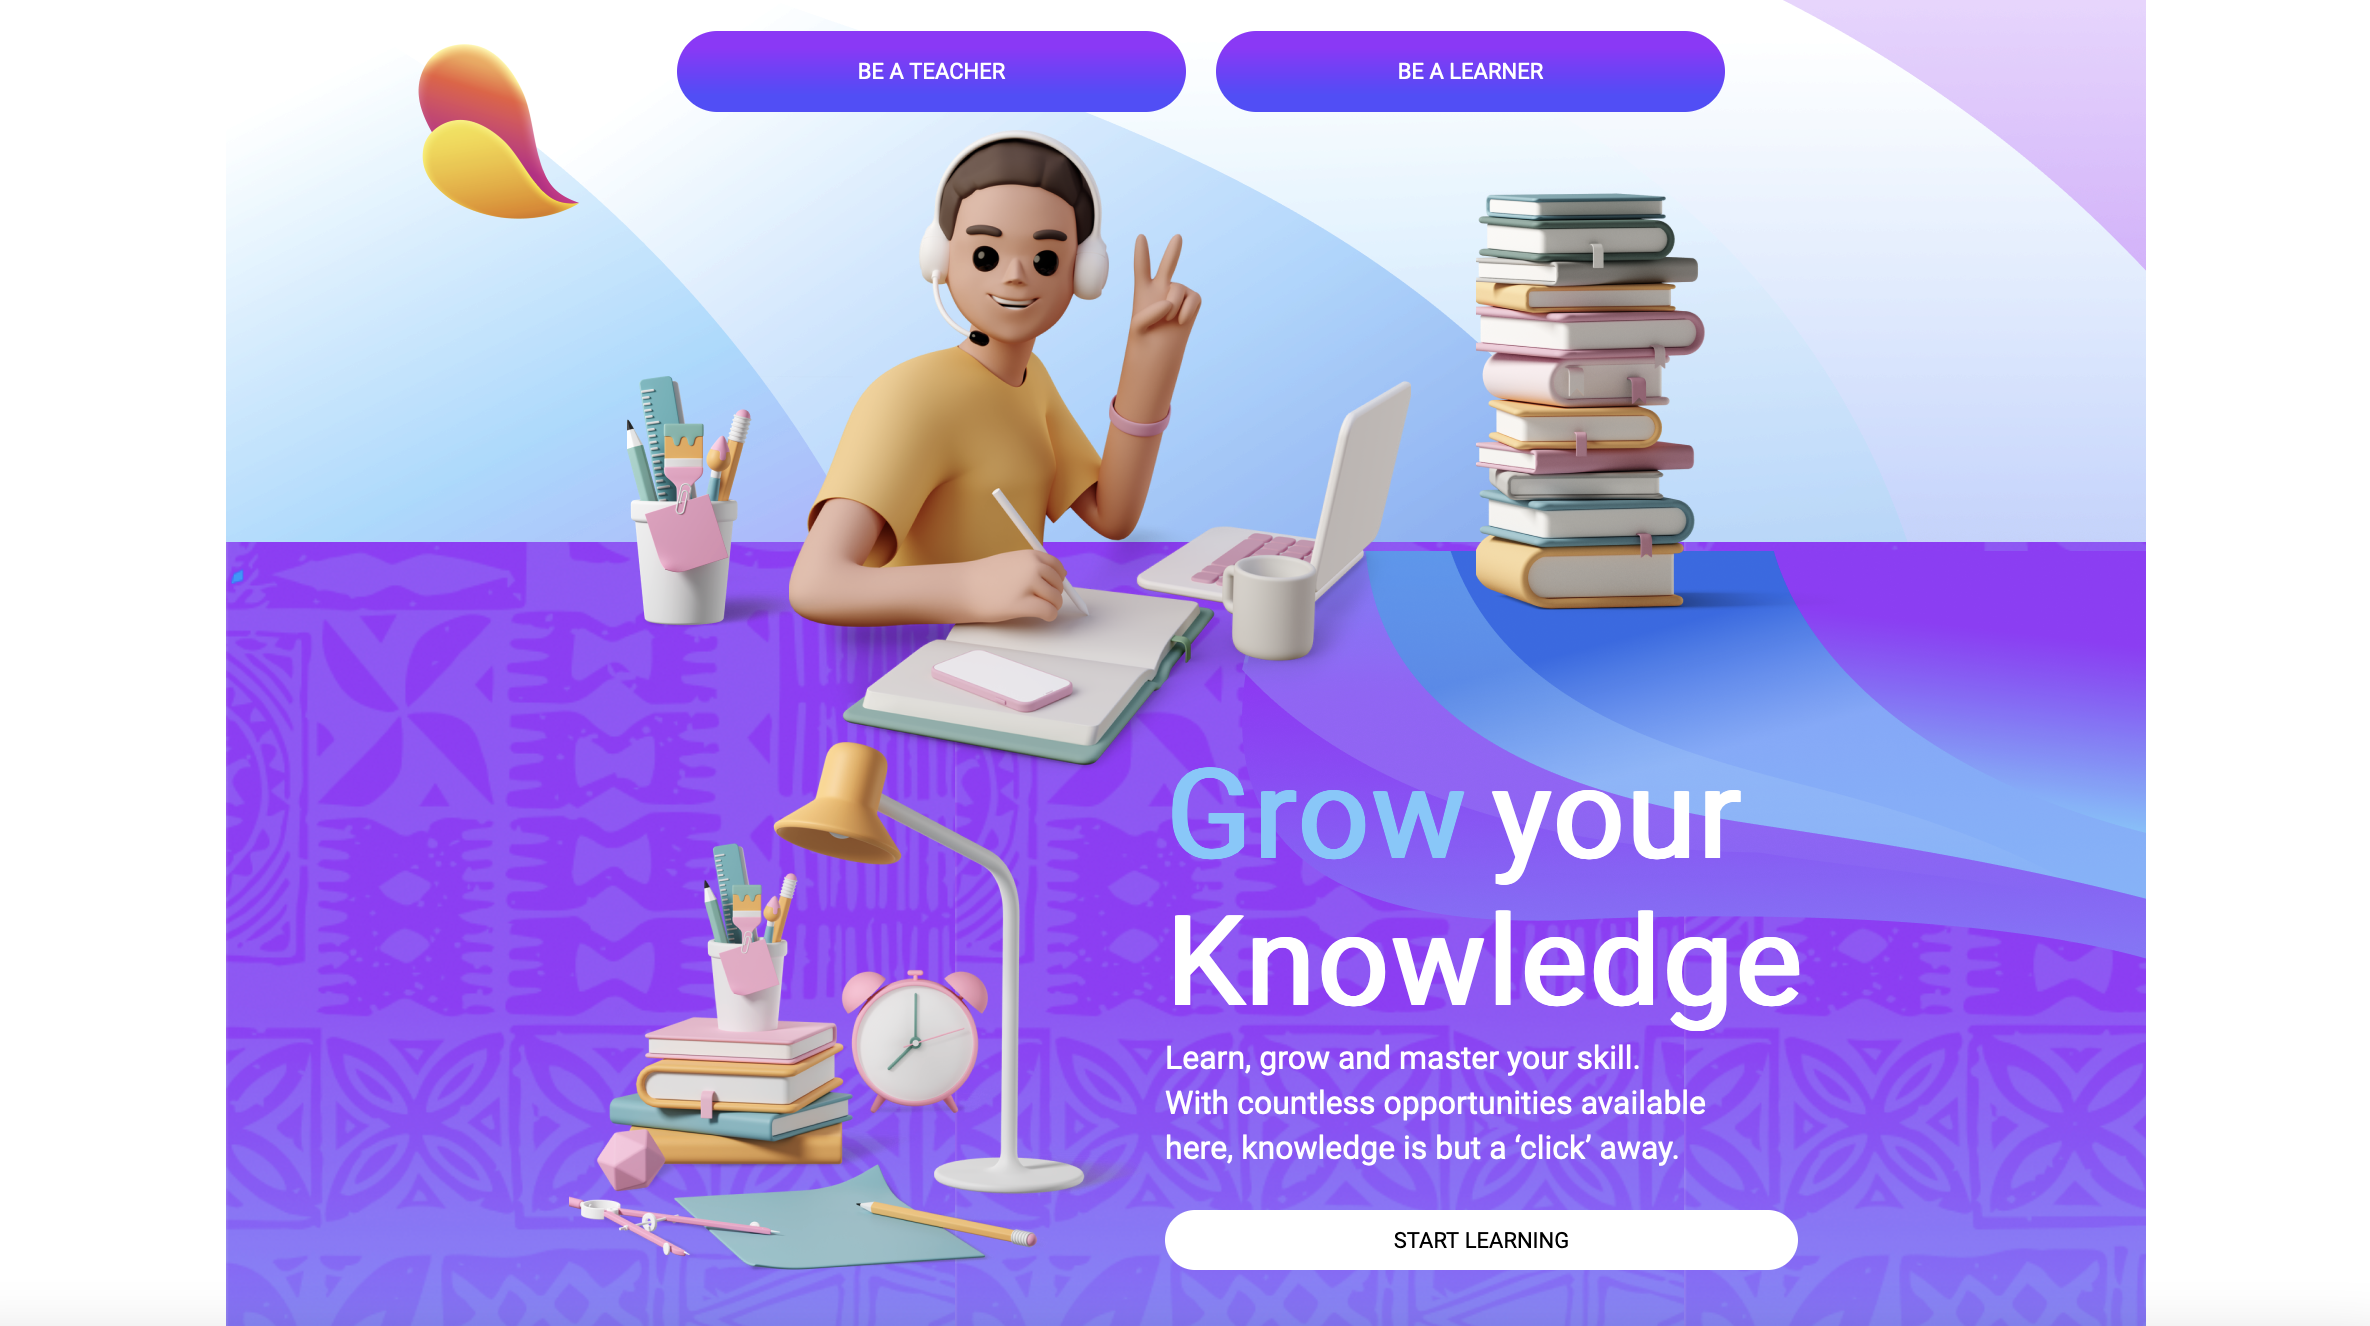 BE A TEACHER
BE A LEARNER
Grow your
Knowledge
Learn, grow and master your skill.
With countless opportunities available
here, knowledge is but a ‘click’ away.
START LEARNING